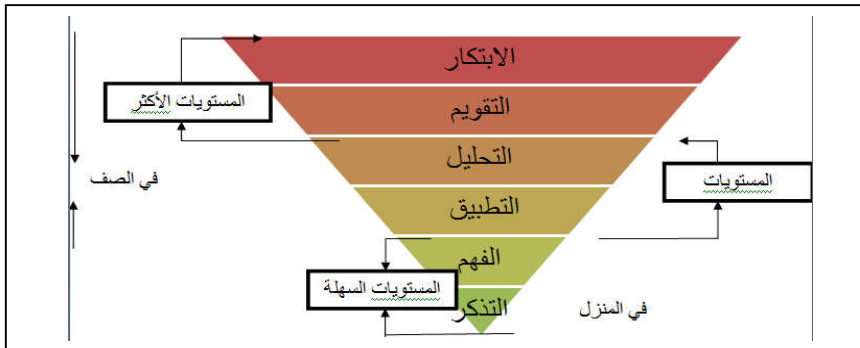 الابتكار
المستويات الأكثر
التقويم
التحليل
في الصف
المستويات
التطبيق
الفهم
المستويات السهلة
التذكر
في المنزل